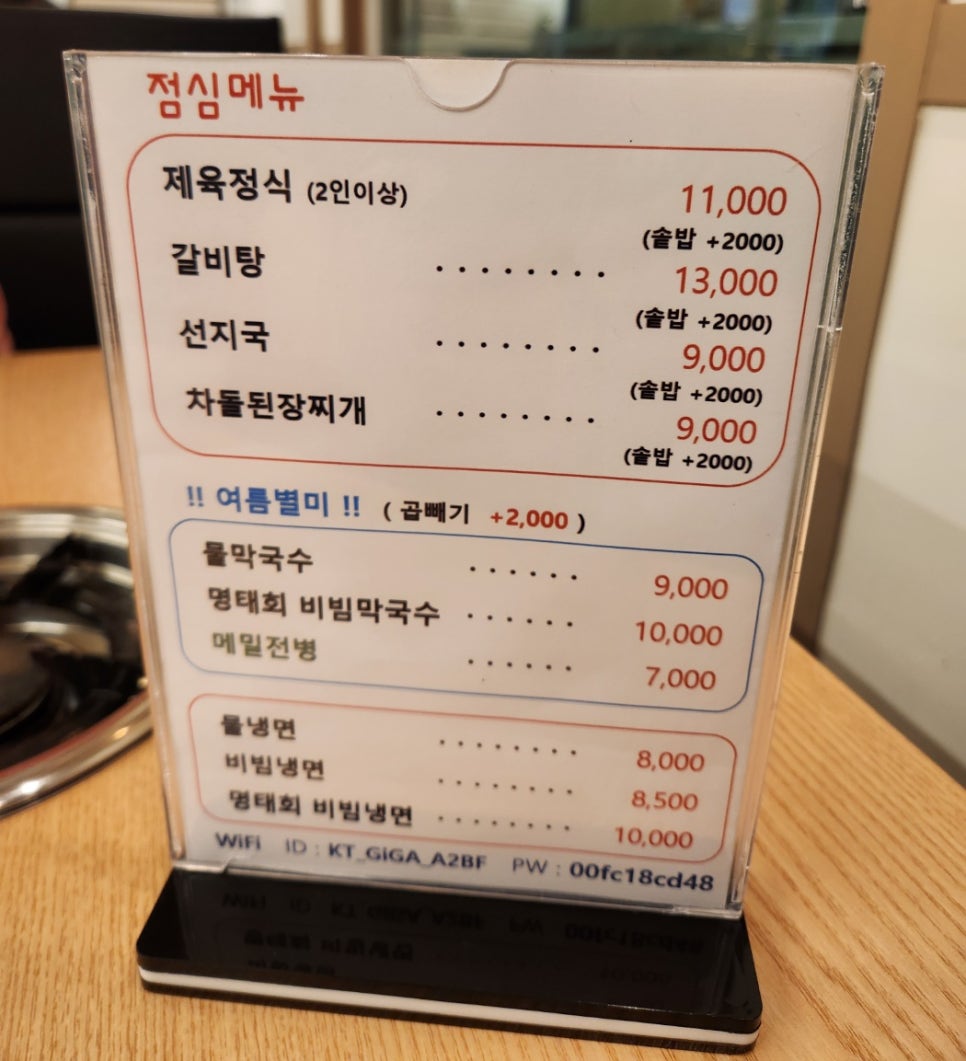 점심메뉴
제육정식 (2인이상) 11,000
(솥밥 +2000)
갈비탕 ........ 13,000
(솥밥 +2000)
선지국 ........ 9,000
(솥밥 +2000)
차돌된장찌개 ........ 9,000
(솥밥 +2000)
!! 여름별미 !! ( 곱빼기 +2,000 )
물막국수 ...... 9,000
명태회 비빔막국수 ...... 10,000
메밀전병 ...... 7,000
물냉면 ........ 8,000
비빔냉면 ........ 8,500
명태회 비빔냉면 ........ 10,000
WiFi ID : KT_GiGA_A2BF PW : 00fc18cd48